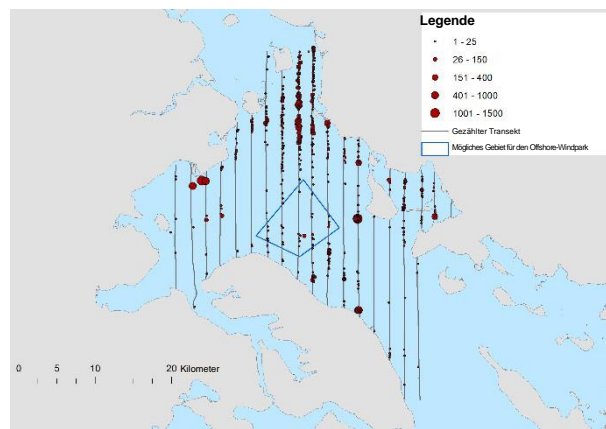 Legende
1 - 25
26 - 150
151 - 400
401 - 1000
1001 - 1500
Gezählter Transekt
Mögliches Gebiet für den Offshore-Windpark
0 5 10 20 Kilometer